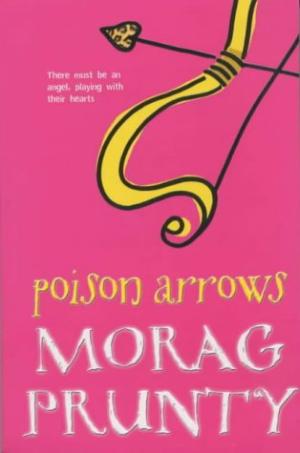 There must be an
angel, playing with
their hearts
poison arrows
MORAG
PRUNTY